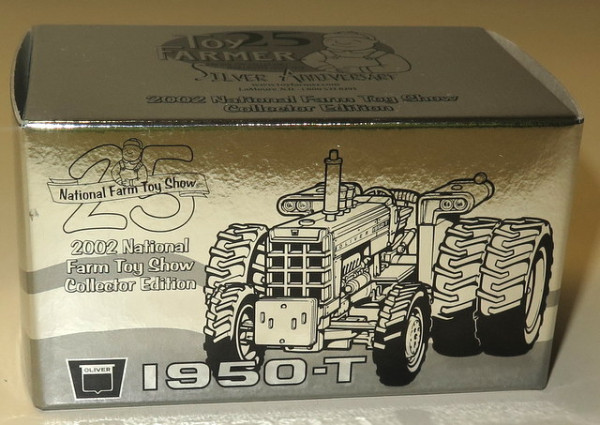 Toy 25
FARMER
SILVER ANNIVERSARY
2002 National Farm Toy Show
Collector Edition
25
National Farm Toy Show
2002 National
Farm Toy Show
Collector Edition
OLIVER
1950-T